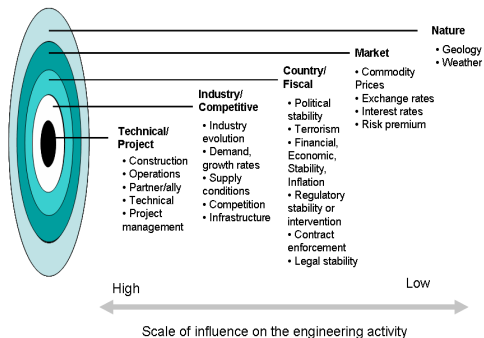 Nature
• Geology
• Weather
Market
• Commodity
Prices
• Exchange rates
• Interest rates
• Risk premium
Country/
Fiscal
• Political
stability
• Terrorism
• Financial,
Economic,
Stability,
Inflation
• Regulatory
stability or
intervention
• Contract
enforcement
• Legal stability
Industry/
Competitive
• Industry
evolution
• Demand,
growth rates
• Supply
conditions
• Competition
• Infrastructure
Technical/
Project
• Construction
• Operations
• Partner/ally
• Technical
• Project
management
High
Low
Scale of influence on the engineering activity